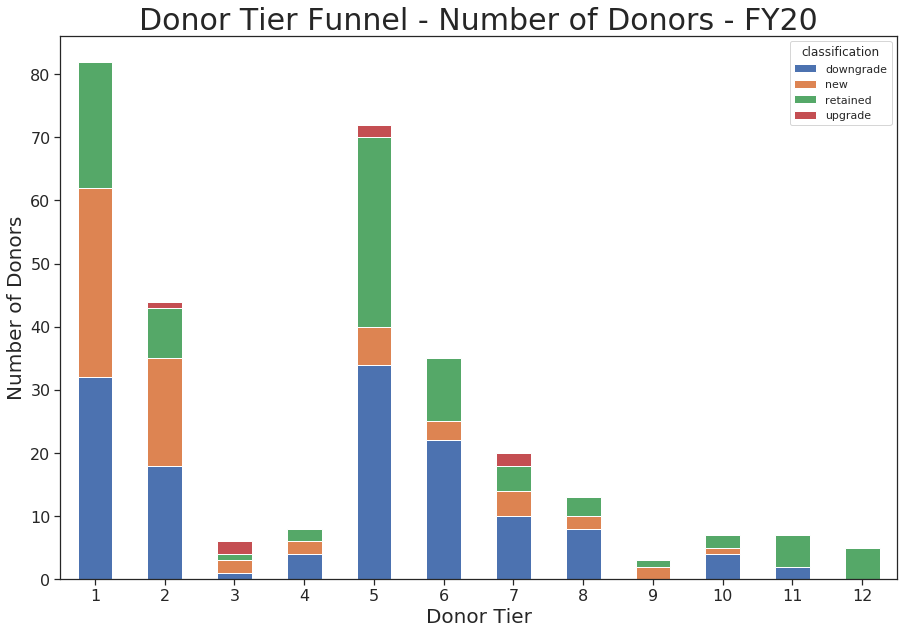 Donor Tier Funnel - Number of Donors - FY20
classification
downgrade
new
retained
upgrade
Number of Donors
80
70
60
50
40
30
20
10
0
1 2 3 4 5 6 7 8 9 10 11 12
Donor Tier